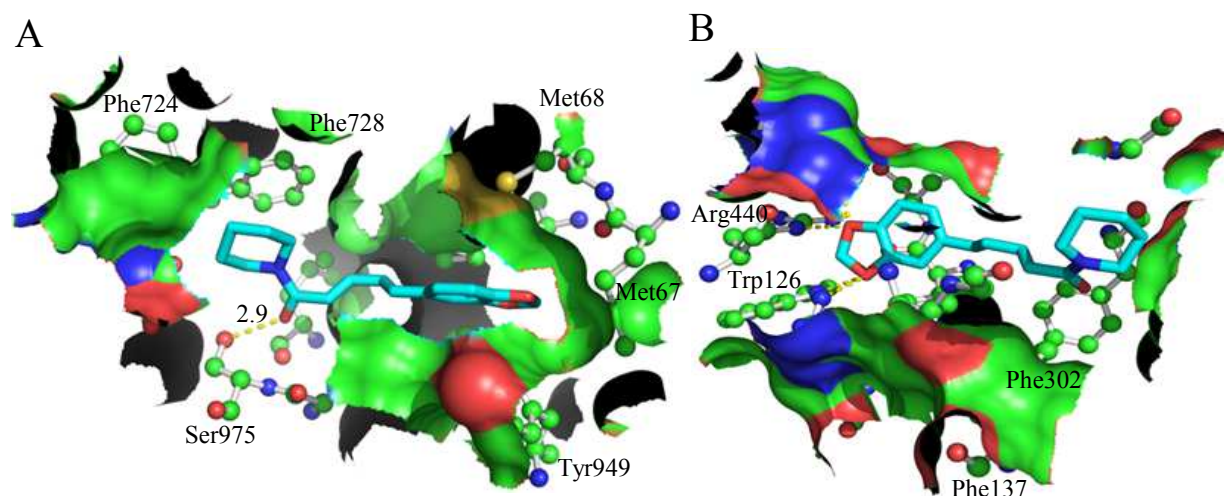 A
B
Phe724
Phe728
Met68
Arg440
Trp126
Met67
2.9
Ser975
Tyr949
Phe302
Phe137